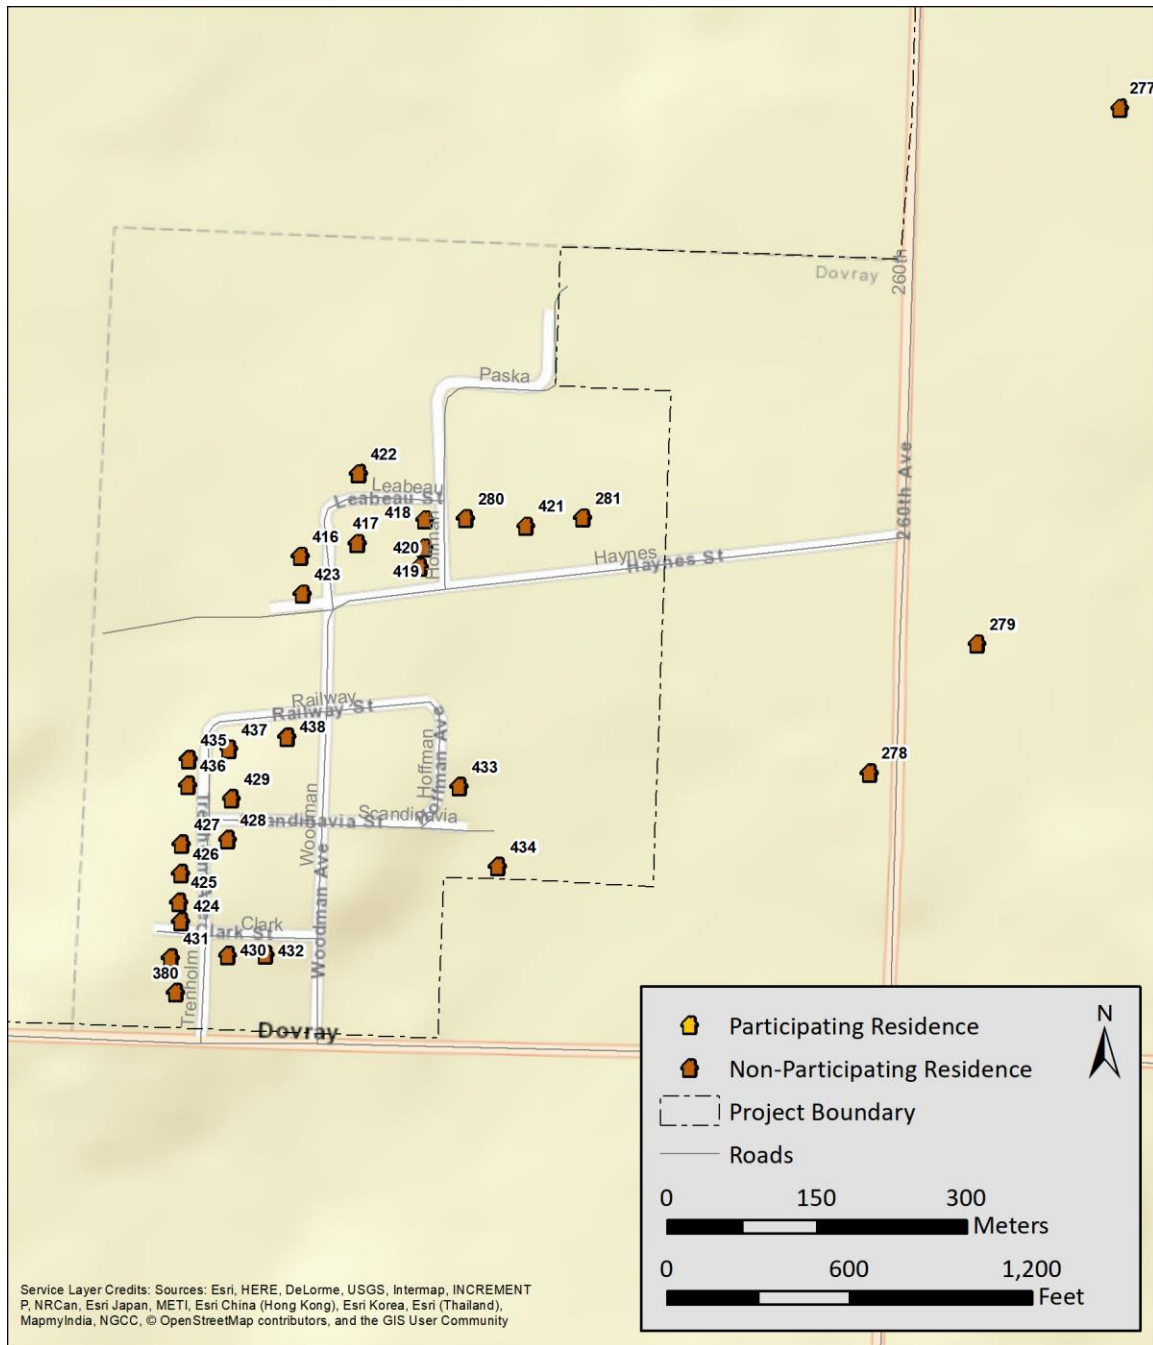 277
Dovray
260th
Paska
422
Leabeau
Leabeau St
418
280
421
281
260th Ave
417
416
420
Hoffman
419
Haynes
Haynes St
423
279
Railway
Railway St
435
437
438
436
Hoffman
Hoffman Ave
433
278
429
Scandinavia
427
428
Woodman
426
434
425
424
Clark
431
430
432
Woodman Ave
380
Trenholm
Dovray
N
Participating Residence
Non-Participating Residence
Project Boundary
Roads
0 150 300
Meters
0 600 1,200
Feet
Service Layer Credits: Sources: Esri, HERE, DeLorme, USGS, Intermap, INCREMENT
P, NRCan, Esri Japan, METI, Esri China (Hong Kong), Esri Korea, Esri (Thailand),
MapmyIndia, NGCC, © OpenStreetMap contributors, and the GIS User Community